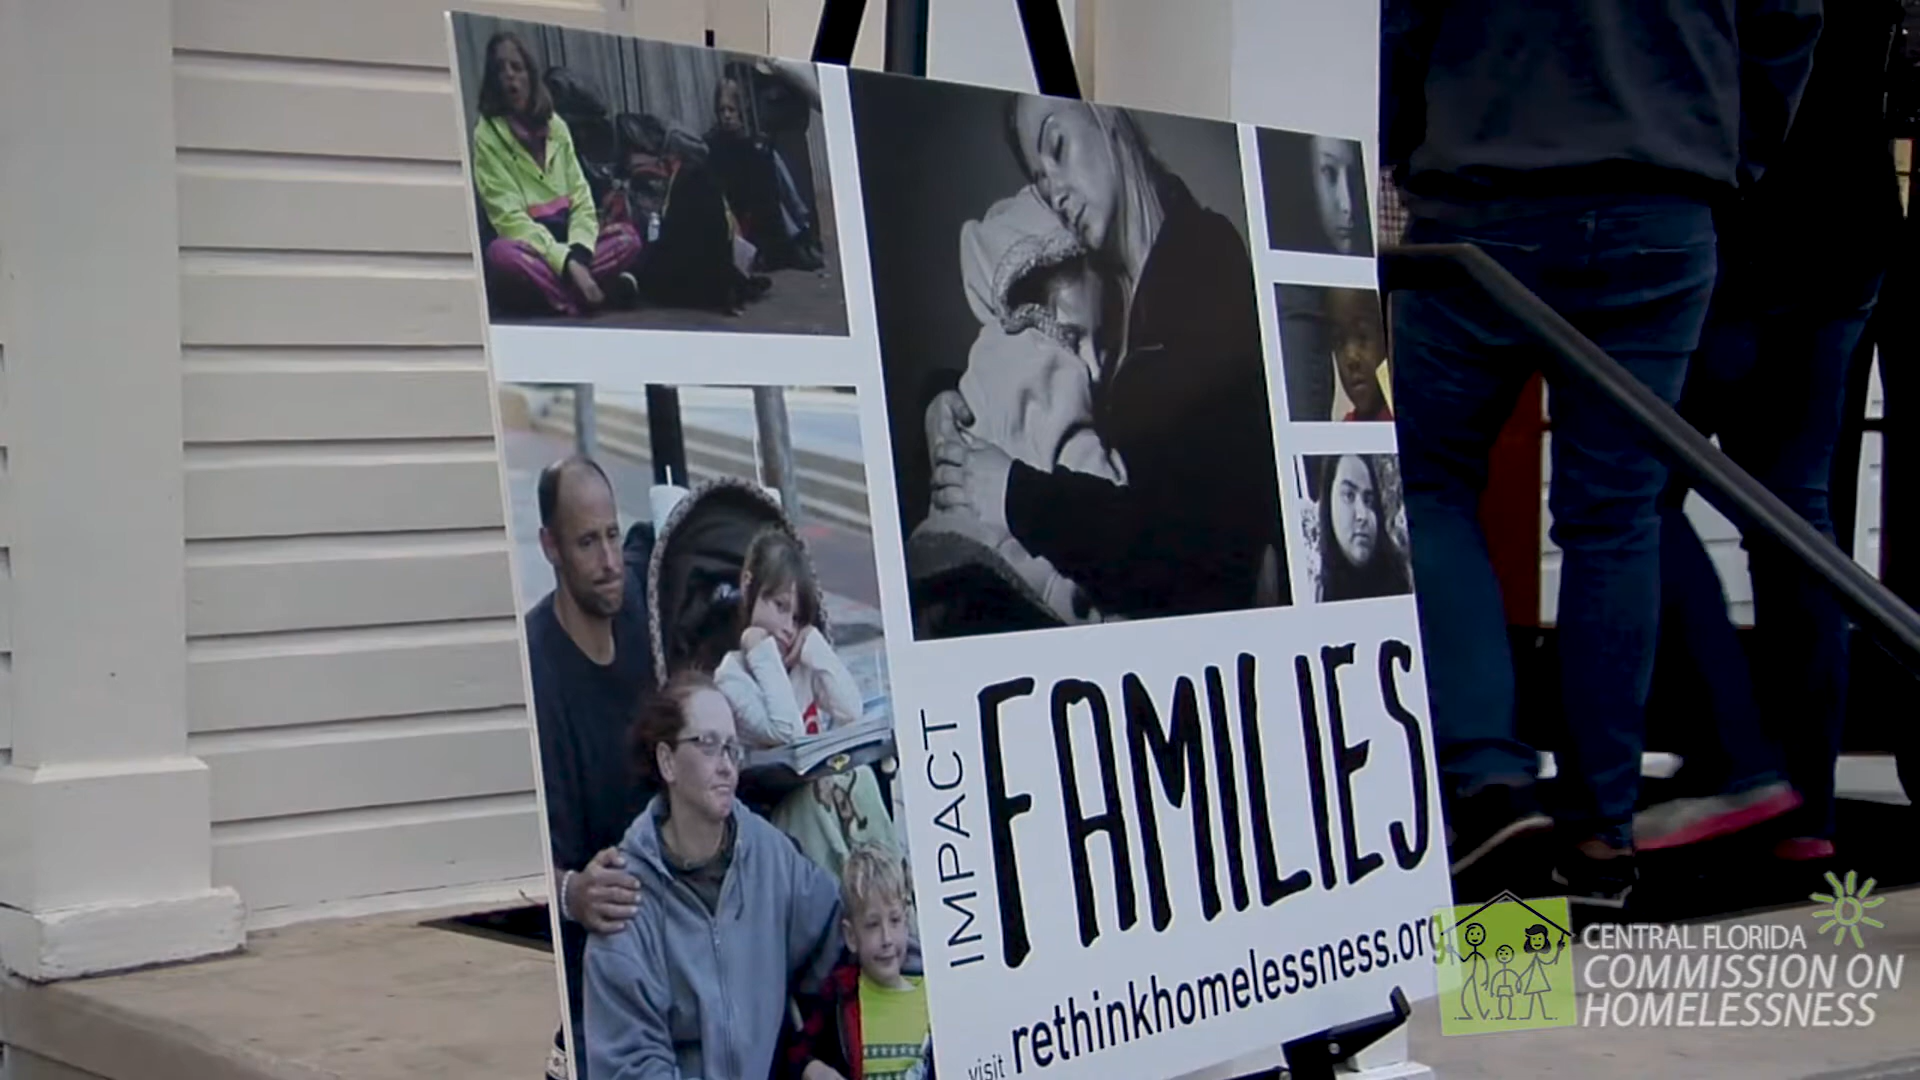 IMPACT
FAMILIES
visit rethinkhomelessness.org
CENTRAL FLORIDA
COMMISSION ON
HOMELESSNESS